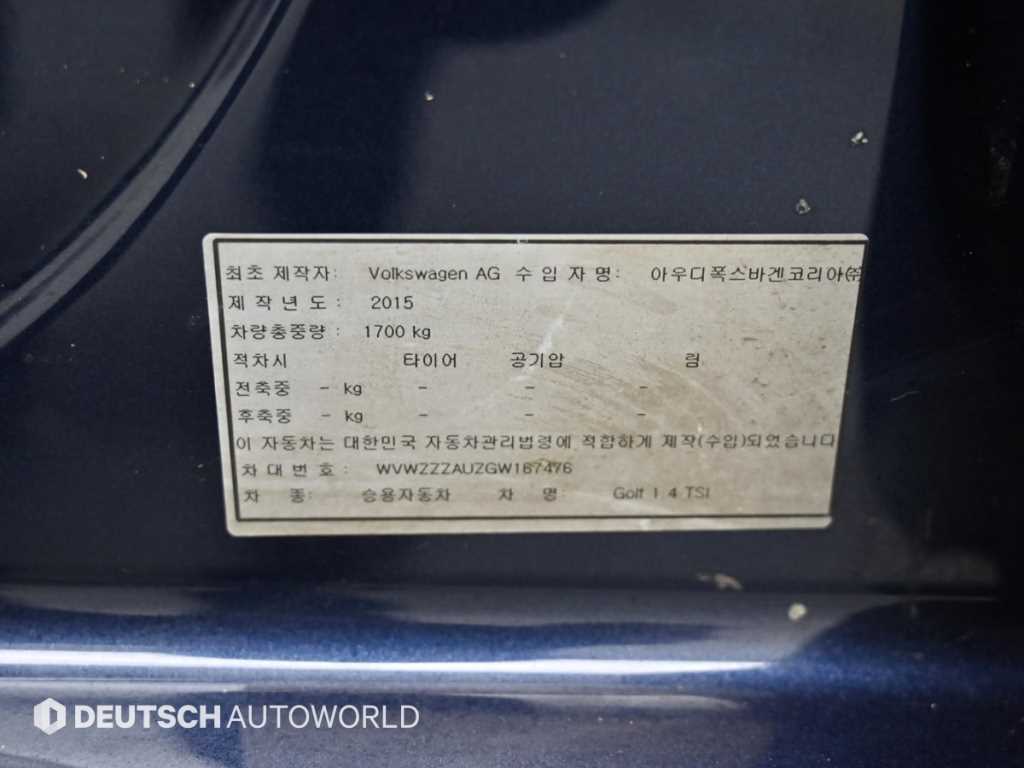 최초 제작자: Volkswagen AG 수 입 자 명: 아우디폭스바겐코리아㈜
제 작 년 도 : 2015
차량총중량 : 1700 kg
적차시 타이어 공기압 림
전축중 - kg - - -
후축중 - kg - - -
이 자동차는 대한민국 자동차관리법령에 적합하게 제작(수입)되었습니다
차 대 번 호 : WVWZZZAUZGW167476
차 종: 승용자동차 차 명: Golf 1 4 TSI
DEUTSCH AUTOWORLD